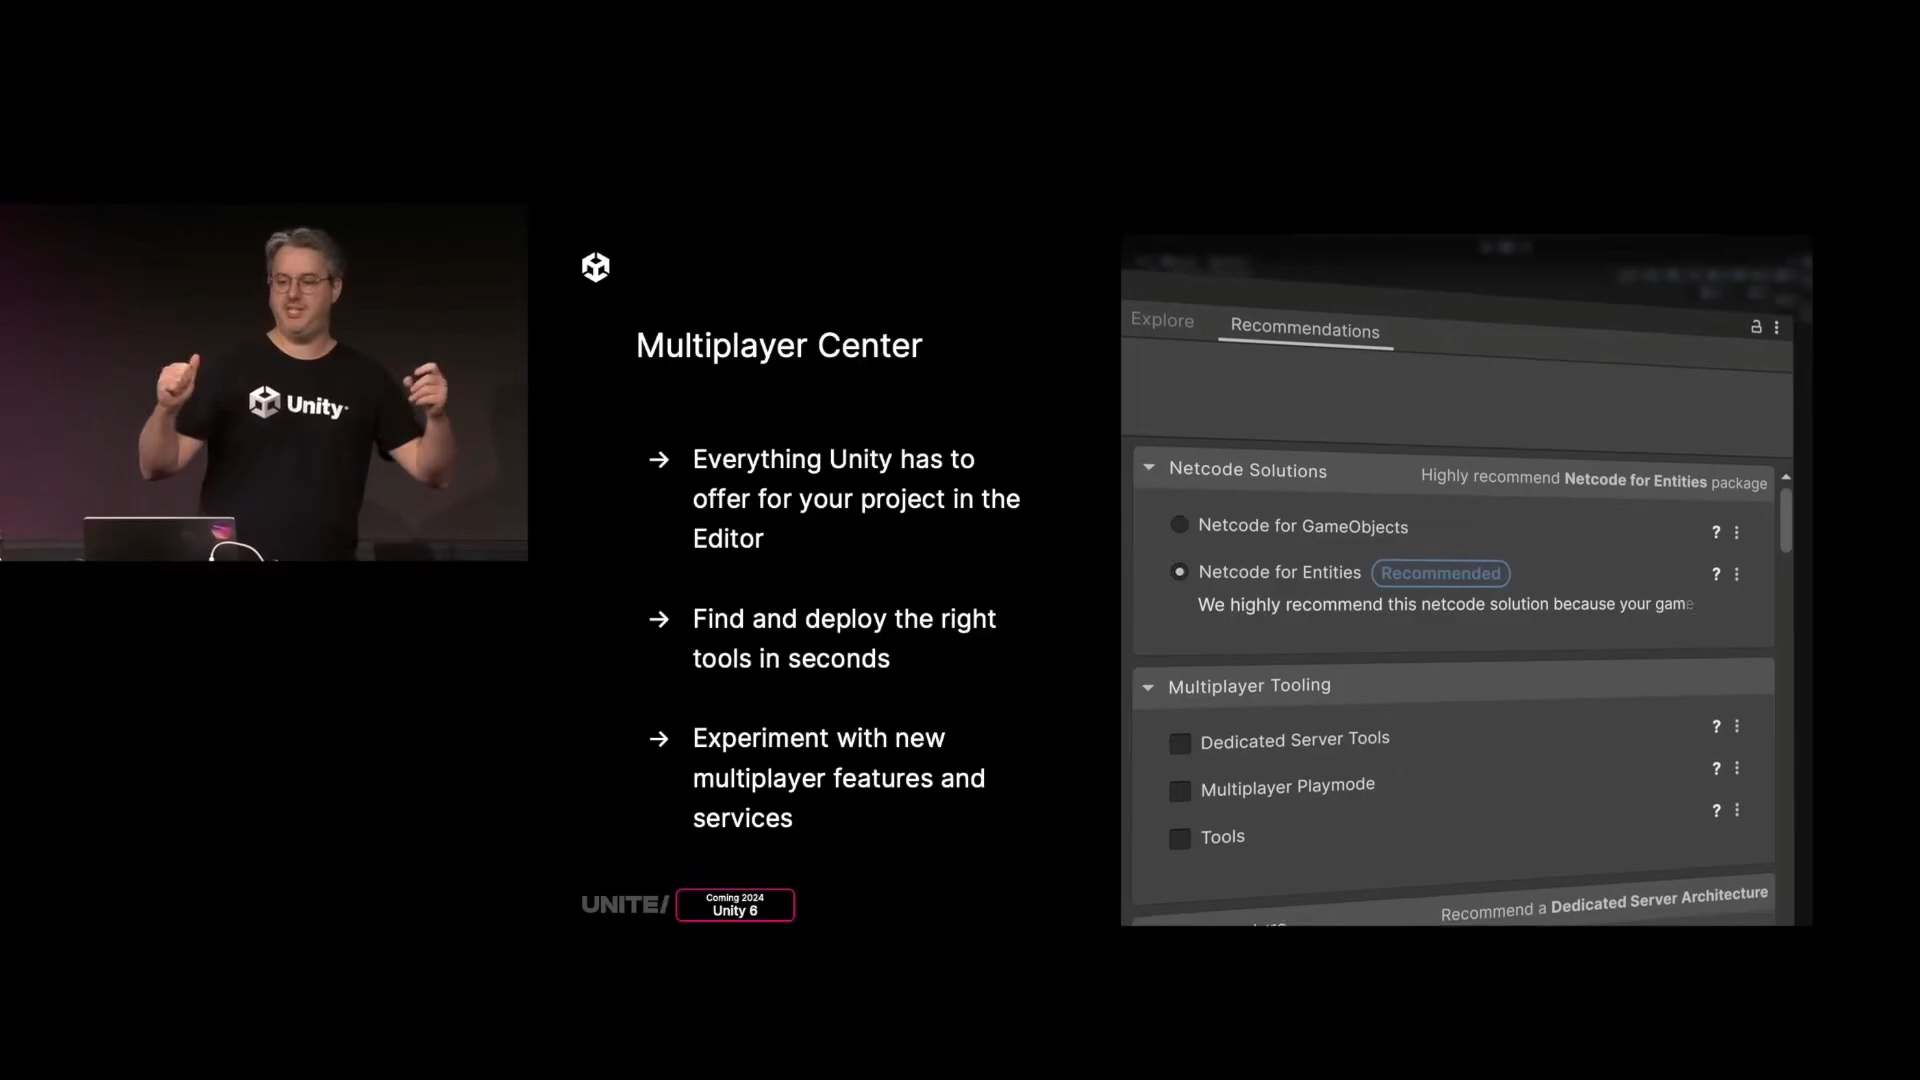 Unity
Multiplayer Center
→ Everything Unity has to
offer for your project in the
Editor
→ Find and deploy the right
tools in seconds
→ Experiment with new
multiplayer features and
services
UNITE/
Coming 2024
Unity 6
Explore Recommendations
Netcode Solutions Highly recommend Netcode for Entities package
Netcode for GameObjects ?
Netcode for Entities Recommended ?
We highly recommend this netcode solution because your game
Multiplayer Tooling
Dedicated Server Tools ?
Multiplayer Playmode ?
Tools ?
Recommend a Dedicated Server Architecture